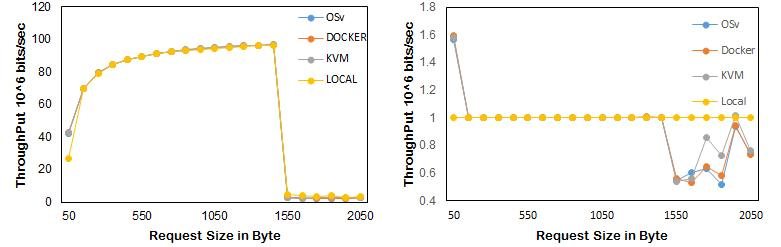 120
100
80
60
40
20
0
50
550
1050
1550
2050
ThroughPut 10^6 bits/sec
Request Size in Byte
OSv
DOCKER
KVM
LOCAL
1.8
1.6
1.4
1.2
1
0.8
0.6
0.4
50
550
1050
1550
2050
ThroughPut 10^6 bits/sec
Request Size in Byte
OSv
Docker
KVM
Local